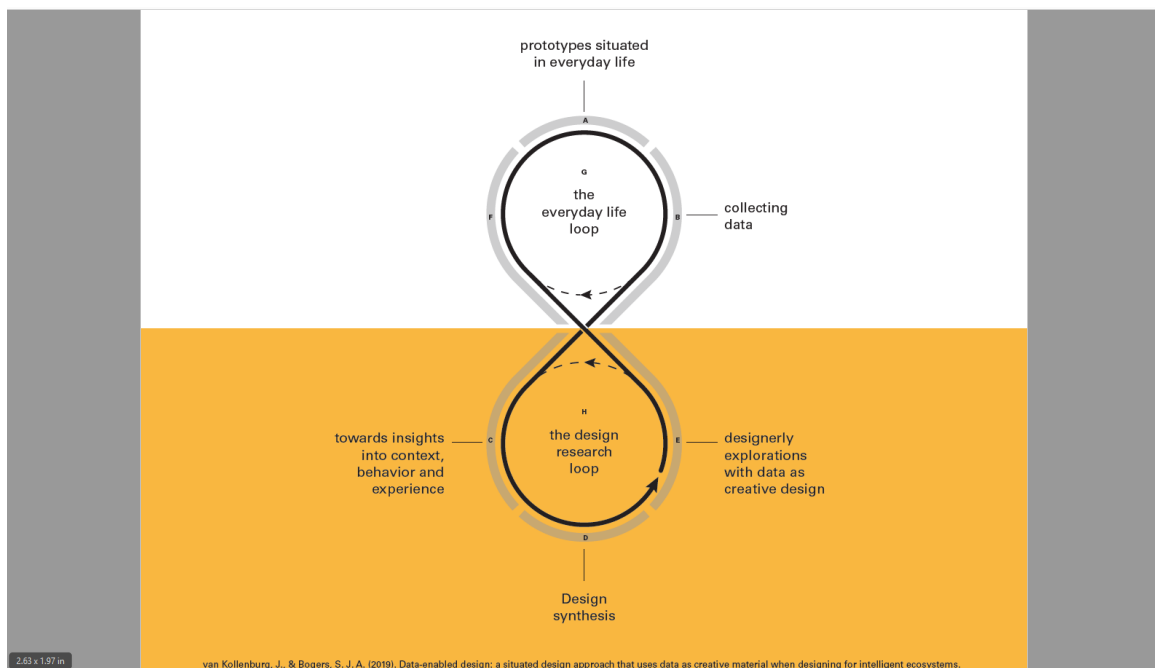 prototypes situated
in everyday life
A
G
the
everyday life
loop
F
B
collecting
data
H
the design
research
loop
towards insights
into context,
behavior and
experience
C
E
designerly
explorations
with data as
creative design
D
Design
synthesis
2.63 x 1.97 in
van Kollenburg, J., & Bogers, S. J. A. (2019). Data-enabled design: a situated design approach that uses data as creative material when designing for intelligent ecosystems.